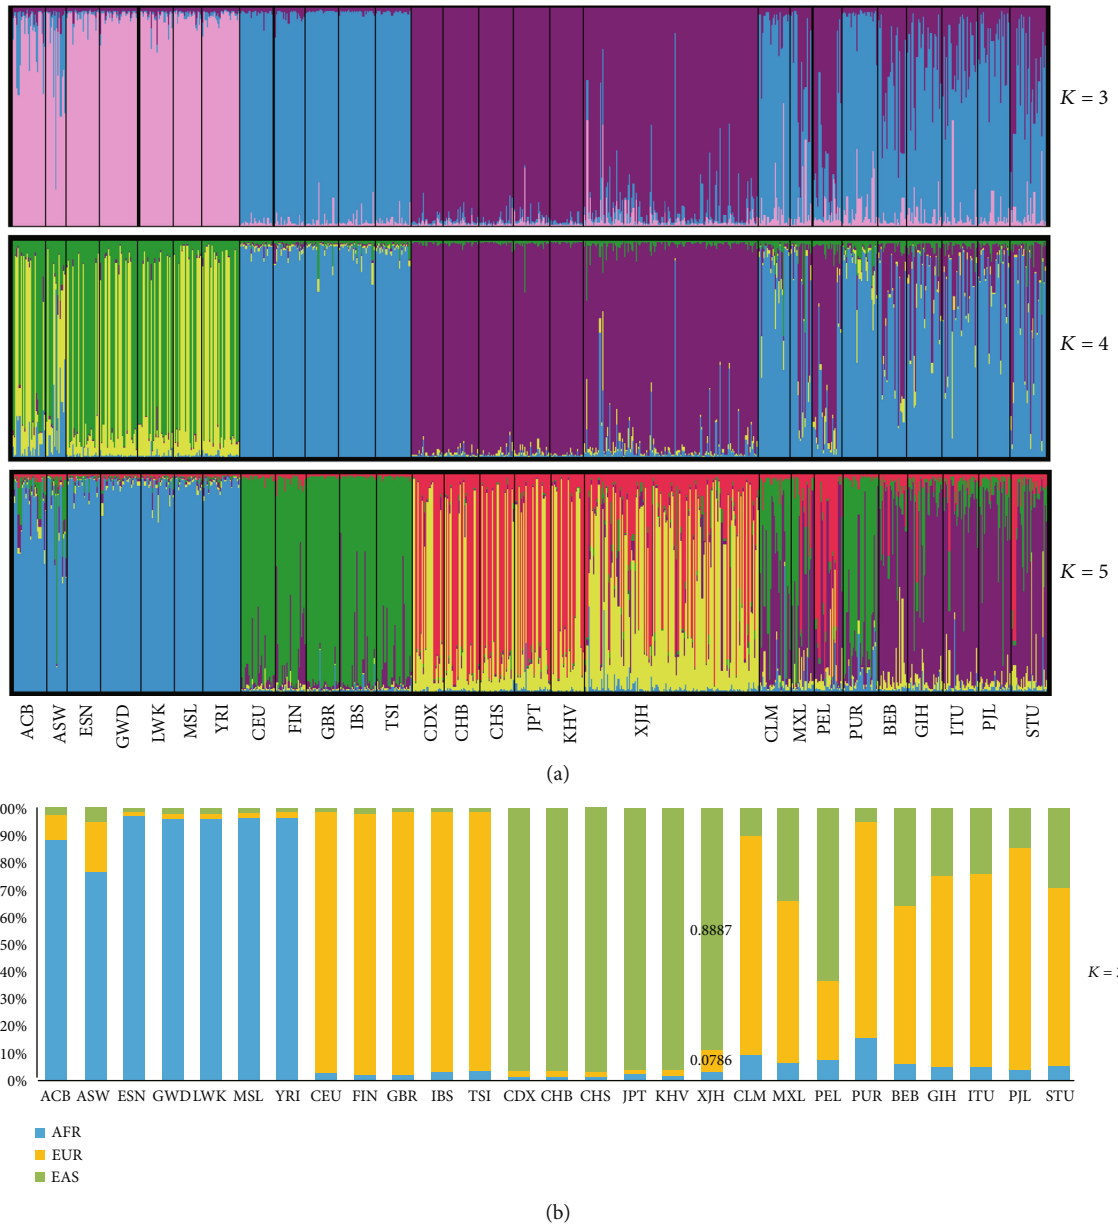 K = 3
K = 4
K = 5
ACB ASW ESN GWD LWK MSL YRI CEU FIN GBR IBS TSI CDX CHB CHS JPT KHV XJH CLM MXL PEL PUR BEB GIH ITU PJL STU
(a)
00%
90%
80%
70%
60%
50%
40%
30%
20%
10%
0%
0.8887
0.0786
K =
ACB ASW ESN GWD LWK MSL YRI CEU FIN GBR IBS TSI CDX CHB CHS JPT KHV XJH CLM MXL PEL PUR BEB GIH ITU PJL STU
AFR
EUR
EAS
(b)